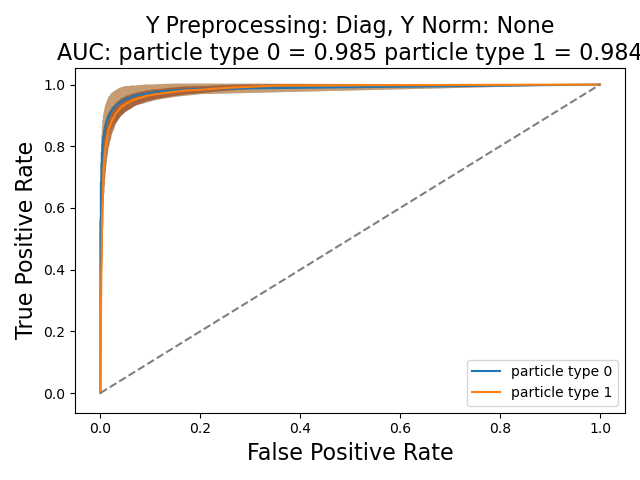 Y Preprocessing: Diag, Y Norm: None
AUC: particle type 0 = 0.985 particle type 1 = 0.984
True Positive Rate
1.0
0.8
0.6
0.4
0.2
0.0
particle type 0
particle type 1
0.0 0.2 0.4 0.6 0.8 1.0
False Positive Rate